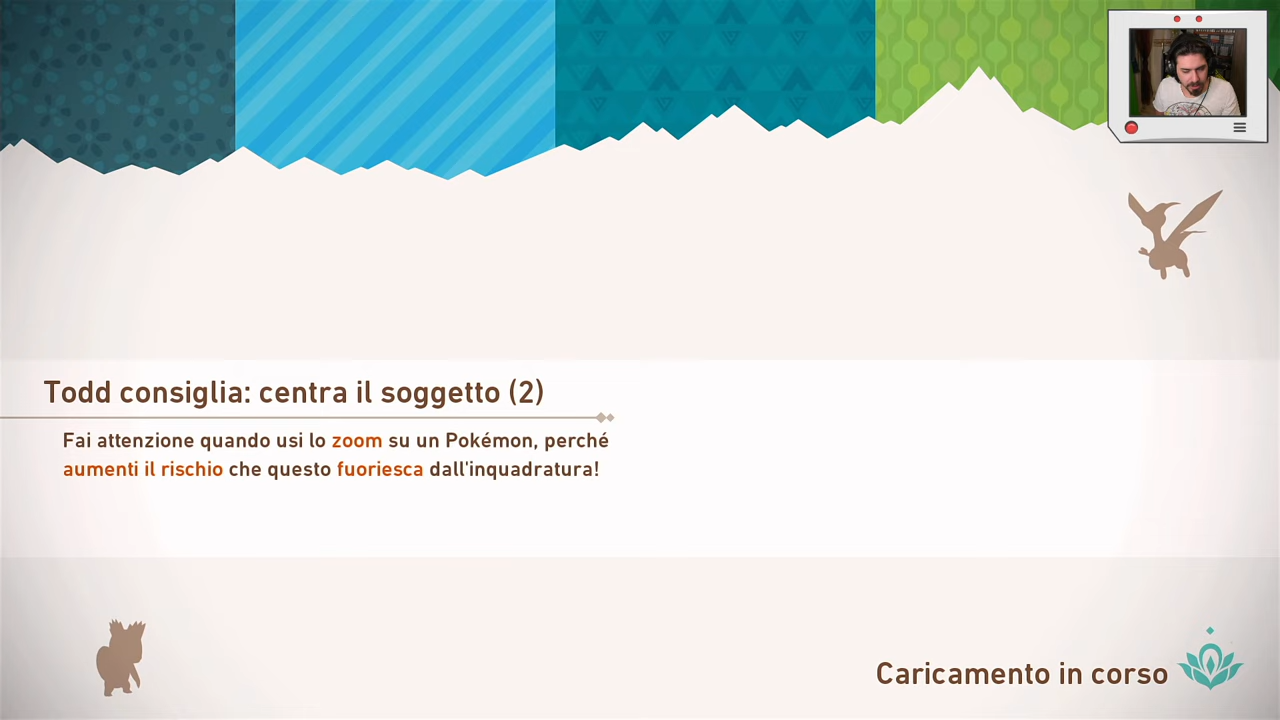 Todd consiglia: centra il soggetto (2)
Fai attenzione quando usi lo zoom su un Pokémon, perché
aumenti il rischio che questo fuoriesca dall'inquadratura!
Caricamento in corso